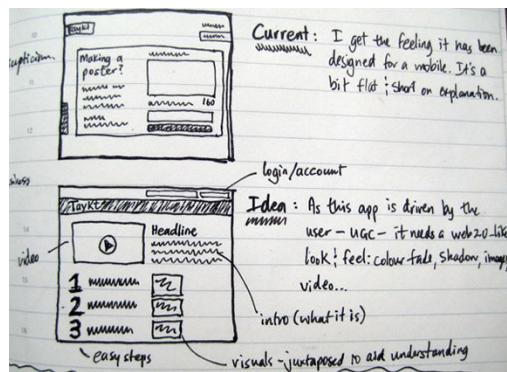 Taykt
Making a
poster?
160
Current: I get the feeling it has been
designed for a mobile. It's a
bit flat & short on explanation.
login/account
Taykt
Headline
video
1
2
3
easy steps
intro (what it is)
visuals - juxtaposed to aid understanding
Idea: As this app is driven by the
user - UGC - it needs a web 2.0-like
look & feel: colour fade, shadow,
video...